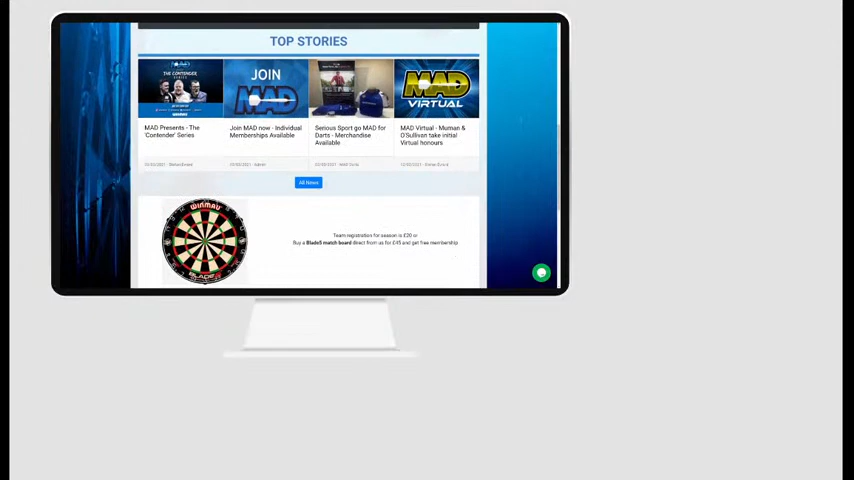 TOP STORIES
THE CONTENDER
SERIES
JOIN
MAD
MAD
VIRTUAL
MAD Presents - The
'Contender' Series
Join MAD now - Individual
Memberships Available
Serious Sport go MAD for
Darts - Merchandise
Available
MAD Virtual - Muman &
O'Sullivan take initial
Virtual honours
All News
WINMAU
BLADE5
Team registration for season is £20 or
Buy a Blade5 match board direct from us for £45 and get free membership